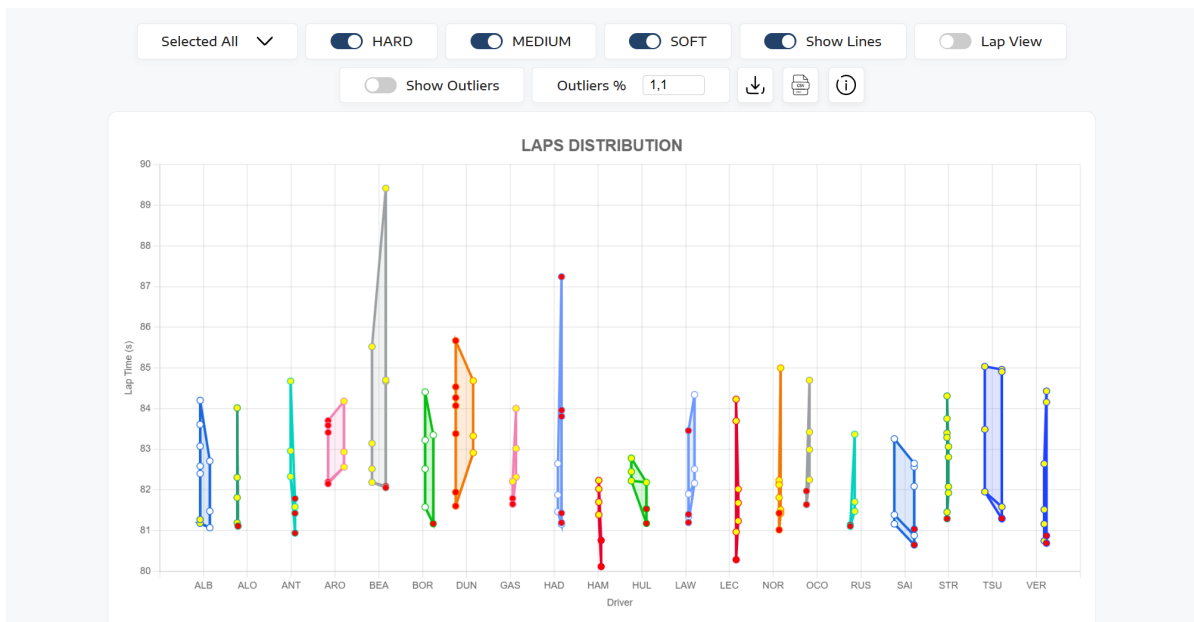 Selected All HARD MEDIUM SOFT Show Lines Lap View
Show Outliers Outliers % 1,1 CSV
LAPS DISTRIBUTION
90
89
88
87
86
85
84
83
82
81
80
Lap Time (s)
ALB ALO ANT ARO BEA BOR DUN GAS HAD HAM HUL LAW LEC NOR OCO RUS SAI STR TSU VER
Driver